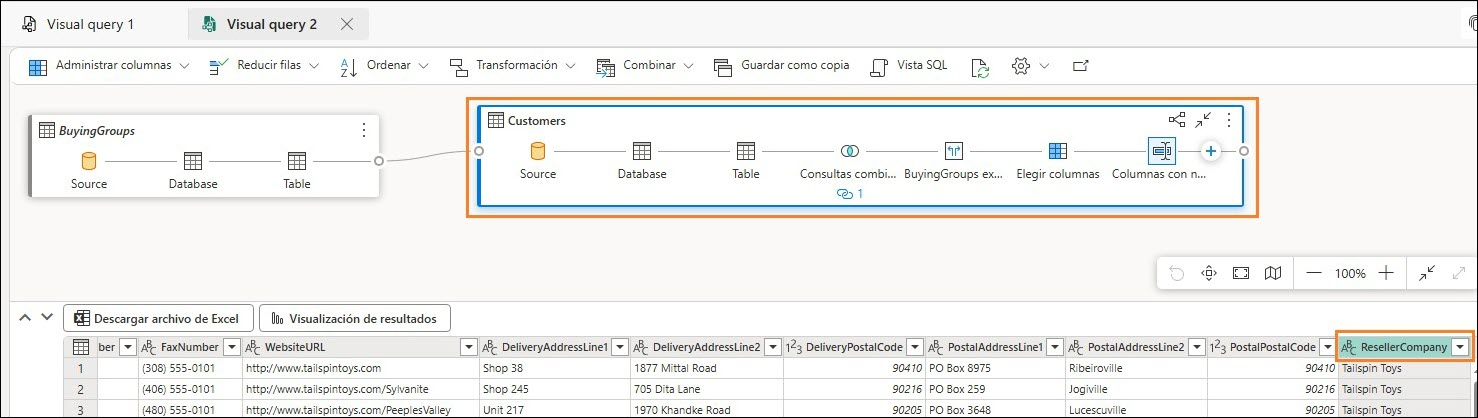 Visual query 1
Visual query 2
Administrar columnas
Reducir filas
Ordenar
Transformación
Combinar
Guardar como copia
Vista SQL
BuyingGroups
Source
Database
Table
Customers
Source
Database
Table
Consultas combi...
BuyingGroups ex...
Elegir columnas
Columnas con n...
1
100%
Descargar archivo de Excel
Visualización de resultados
ber FaxNumber WebsiteURL DeliveryAddressLine1 DeliveryAddressLine2 DeliveryPostalCode PostalAddressLine1 PostalAddressLine2 PostalPostalCode ResellerCompany
1 (308) 555-0101 http://www.tailspintoys.com Shop 38 1877 Mittal Road 90410 PO Box 8975 Ribeiroville 90410 Tailspin Toys
2 (406) 555-0101 http://www.tailspintoys.com/Sylvanite Shop 245 705 Dita Lane 90216 PO Box 259 Jogiville 90216 Tailspin Toys
3 (480) 555-0101 http://www.tailspintoys.com/PeeplesValley Unit 217 1970 Khandke Road 90205 PO Box 3648 Lucescuville 90205 Tailspin Toys